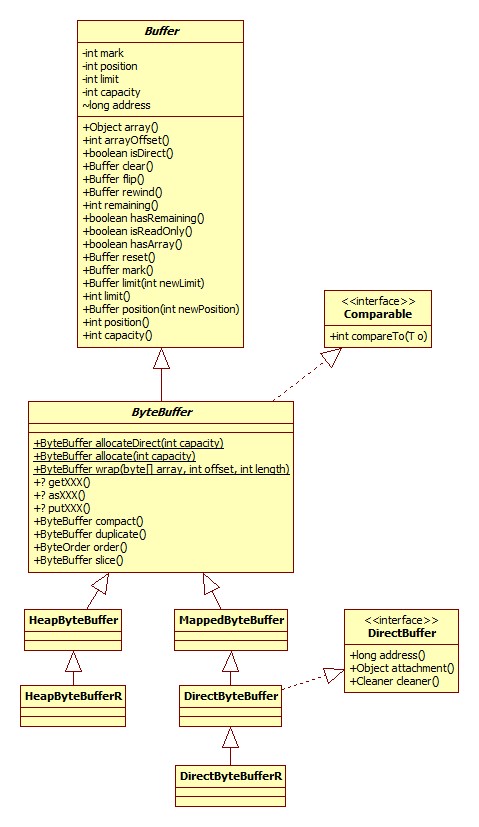 Buffer
-int mark
-int position
-int limit
-int capacity
~long address
+Object array()
+int arrayOffset()
+boolean isDirect()
+Buffer clear()
+Buffer flip()
+Buffer rewind()
+int remaining()
+boolean hasRemaining()
+boolean isReadOnly()
+boolean hasArray()
+Buffer reset()
+Buffer mark()
+Buffer limit(int newLimit)
+int limit()
+Buffer position(int newPosition)
+int position()
+int capacity()
<<interface>>
Comparable
+int compareTo(T o)
ByteBuffer
+ByteBuffer allocateDirect(int capacity)
+ByteBuffer allocate(int capacity)
+ByteBuffer wrap(byte[] array, int offset, int length)
+? getXXX()
+? asXXX()
+? putXXX()
+ByteBuffer compact()
+ByteBuffer duplicate()
+ByteOrder order()
+ByteBuffer slice()
HeapByteBuffer
MappedByteBuffer
<<interface>>
DirectBuffer
+long address()
+Object attachment()
+Cleaner cleaner()
HeapByteBufferR
DirectByteBuffer
DirectByteBufferR